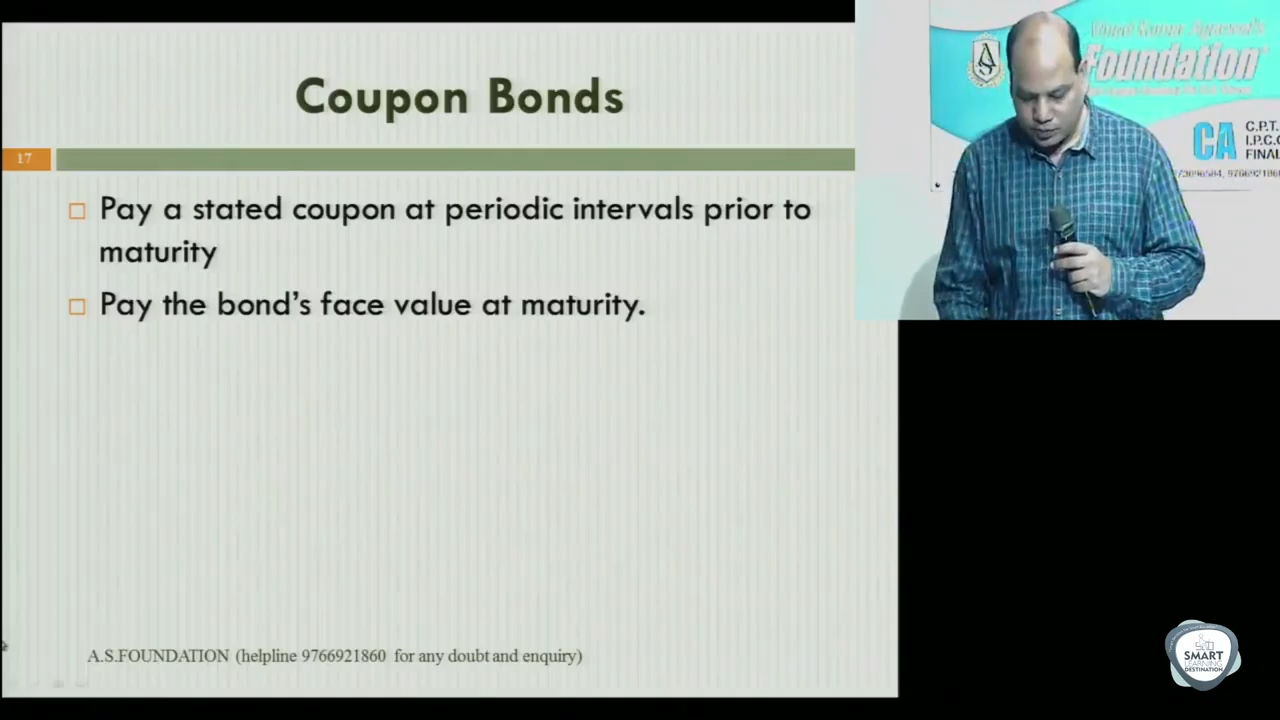 Coupon Bonds
17
Pay a stated coupon at periodic intervals prior to
maturity
Pay the bond's face value at maturity.
A.S.FOUNDATION (helpline 9766921860 for any doubt and enquiry)
Foundation
CA
C.P.T.
I.P.C.C
FINAL
SMART
LEARNING
DESTINATION